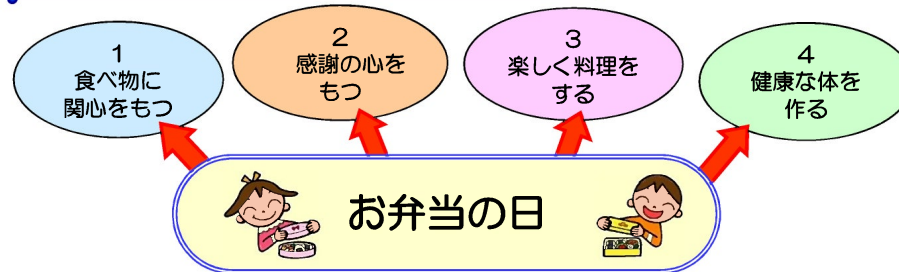 1
食べ物に
関心をもつ
2
感謝の心を
もつ
3
楽しく料理を
する
4
健康な体を
作る
お弁当の日